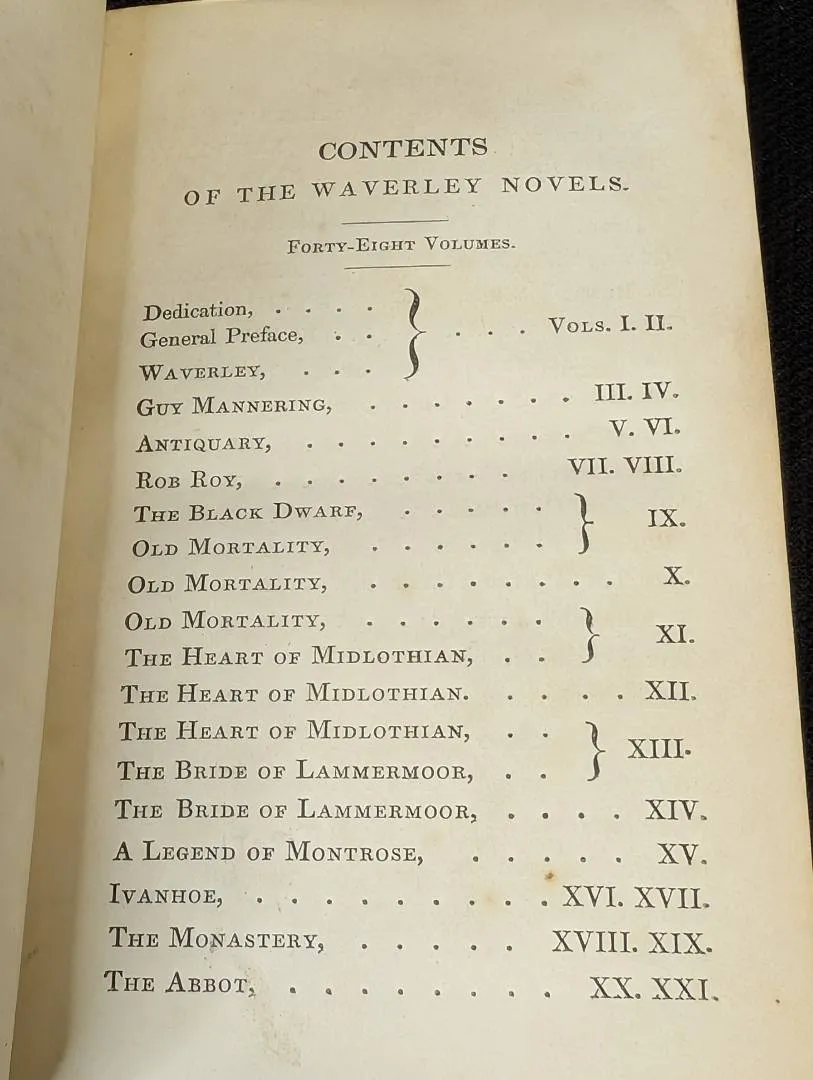 CONTENTS
OF THE WAVERLEY NOVELS.
FORTY-EIGHT VOLUMES.
Dedication, . . . .
General Preface, . . } . . . VOLS. I. II.
WAVERLEY, . . .
GUY MANNERING, . . . . . . . III. IV.
ANTIQUARY, . . . . . . . . . V. VI.
ROB ROY, . . . . . . . . VII. VIII.
THE BLACK DWARF, . . . . . } IX.
OLD MORTALITY, . . . . . .
OLD MORTALITY, . . . . . . . . X.
OLD MORTALITY, . . . . . . } XI.
THE HEART OF MIDLOTHIAN, . .
THE HEART OF MIDLOTHIAN. . . . . XII.
THE HEART OF MIDLOTHIAN, . . } XIII.
THE BRIDE OF LAMMERMOOR, . .
THE BRIDE OF LAMMERMOOR, . . . . XIV.
A LEGEND OF MONTROSE, . . . . . XV.
IVANHOE, . . . . . . . . . XVI. XVII.
THE MONASTERY, . . . . . XVIII. XIX.
THE ABBOT, . . . . . . . . XX. XXI.